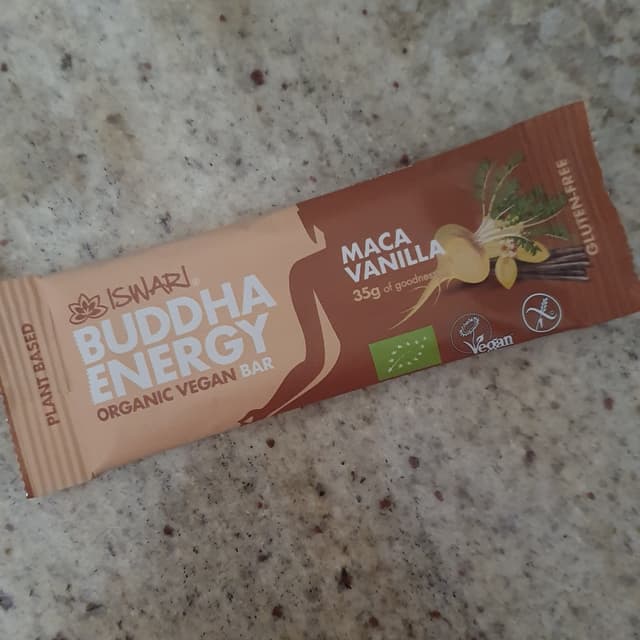 PLANT BASED
ISWARI®
BUDDHA
ENERGY
ORGANIC VEGAN BAR
MACA
VANILLA
35g of goodness
Vegan
GLUTEN FREE